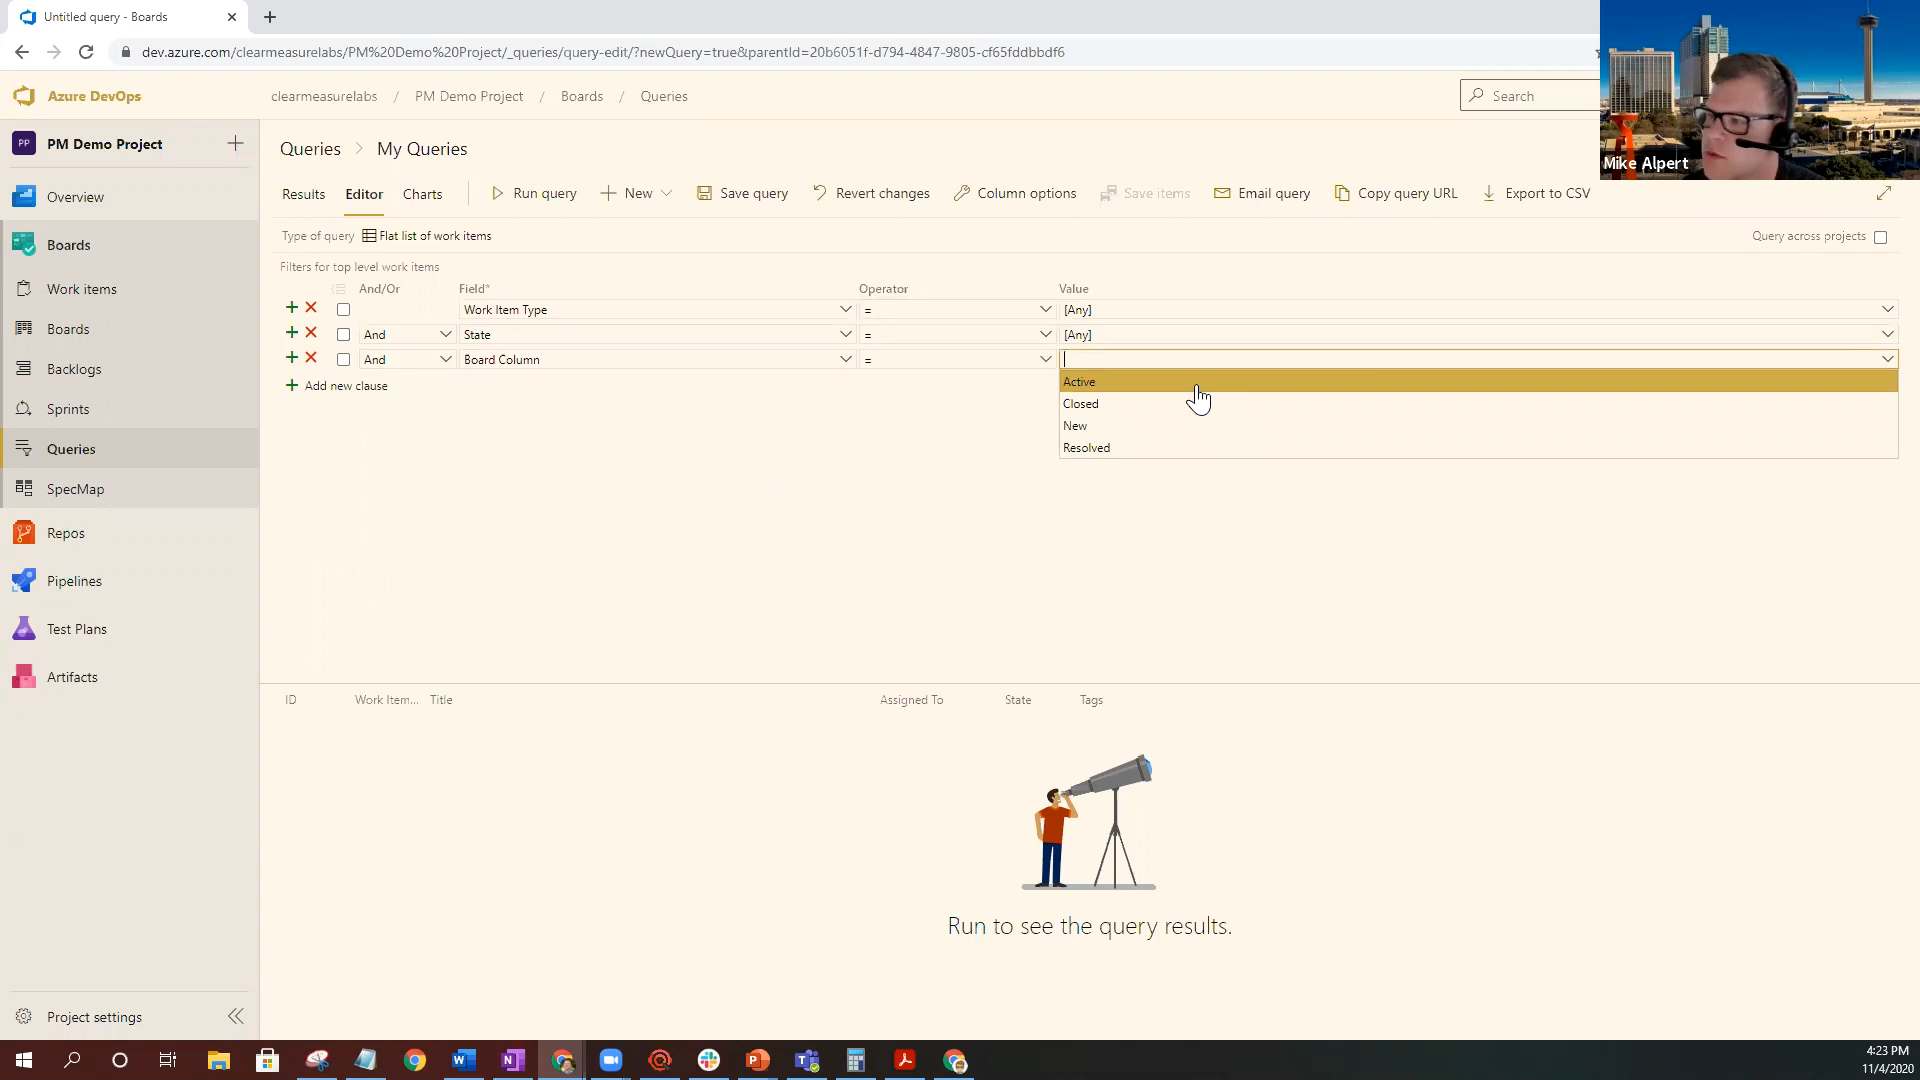 Untitled query - Boards
dev.azure.com/clearmeasurelabs/PM%20Demo%20Project/_queries/query-edit/?newQuery=true&parentId=20b6051f-d794-4847-9805-cf65fddbbdf6
Azure DevOps
clearmeasurelabs / PM Demo Project / Boards / Queries
Search
Mike Alpert
PP PM Demo Project
Overview
Boards
Work items
Boards
Backlogs
Sprints
Queries
SpecMap
Repos
Pipelines
Test Plans
Artifacts
Project settings
Queries > My Queries
Results Editor Charts Run query New Save query Revert changes Column options Save items Email query Copy query URL Export to CSV
Type of query Flat list of work items
Query across projects
Filters for top level work items
And/Or Field* Operator Value
Work Item Type = [Any]
And State = [Any]
And Board Column =
Add new clause
Active
Closed
New
Resolved
ID Work Item... Title Assigned To State Tags
Run to see the query results.
4:23 PM
11/4/2020